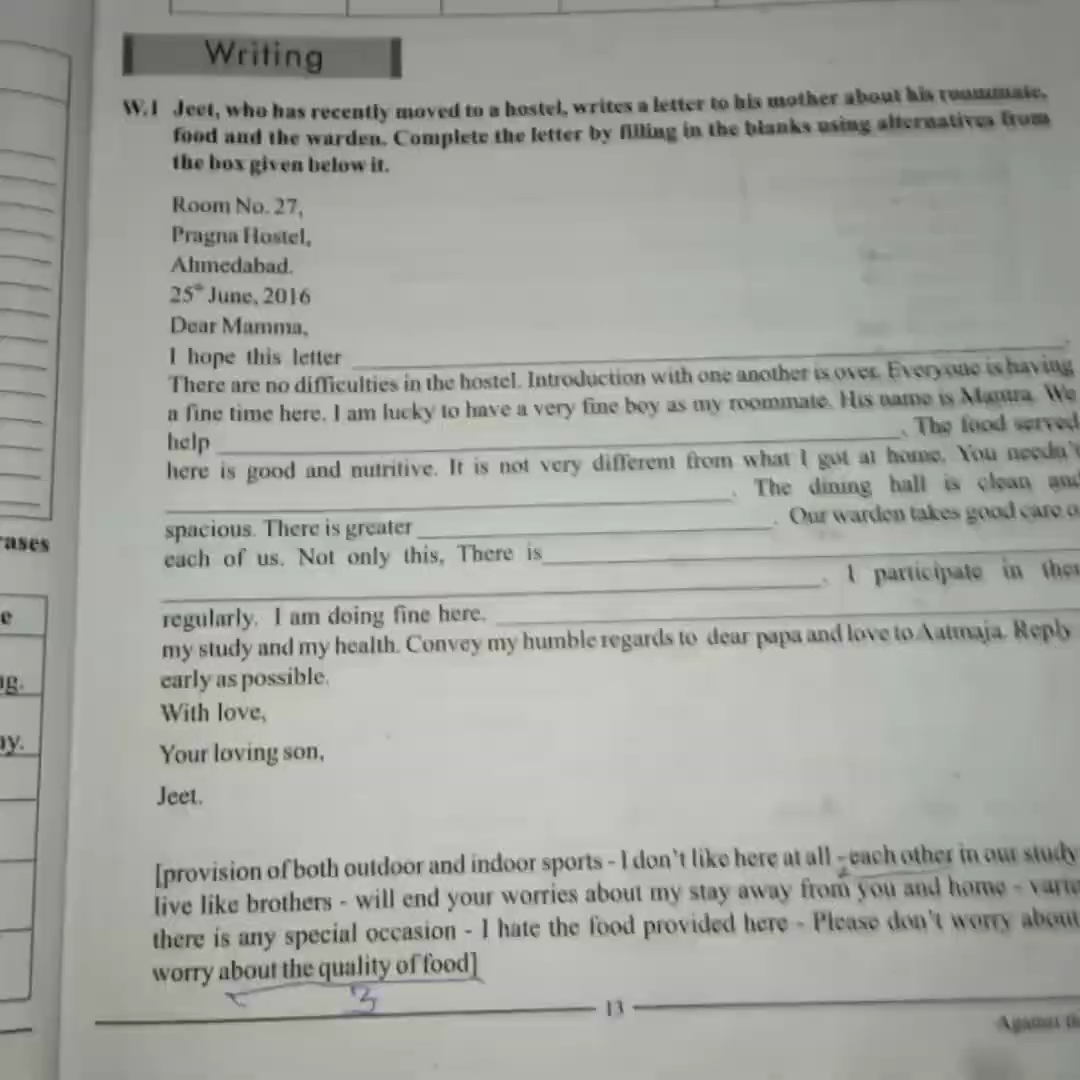 Writing
W.1 Jeet, who has recently moved to a hostel, writes a letter to his mother about his roommate,
food and the warden. Complete the letter by filling in the blanks using alternatives from
the box given below it.
Room No. 27,
Pragna Hostel,
Ahmedabad.
25th June, 2016
Dear Mamma,
I hope this letter
There are no difficulties in the hostel. Introduction with one another is over. Everyone is having
a fine time here. I am lucky to have a very fine boy as my roommate. His name is Mantra. We
help . The food served
here is good and nutritive. It is not very different from what I got at home. You needn't
. The dining hall is clean and
spacious. There is greater . Our warden takes good care o
each of us. Not only this, There is
. I participate in ther
regularly. I am doing fine here.
my study and my health. Convey my humble regards to dear papa and love to Aatmaja. Reply
early as possible.
With love,
Your loving son,
Jeet.
[provision of both outdoor and indoor sports - I don't like here at all - each other in our study
live like brothers - will end your worries about my stay away from you and home - varie
there is any special occasion - I hate the food provided here - Please don't worry about
worry about the quality of food]
3
13
Against th
rases
e
ng.
ay.